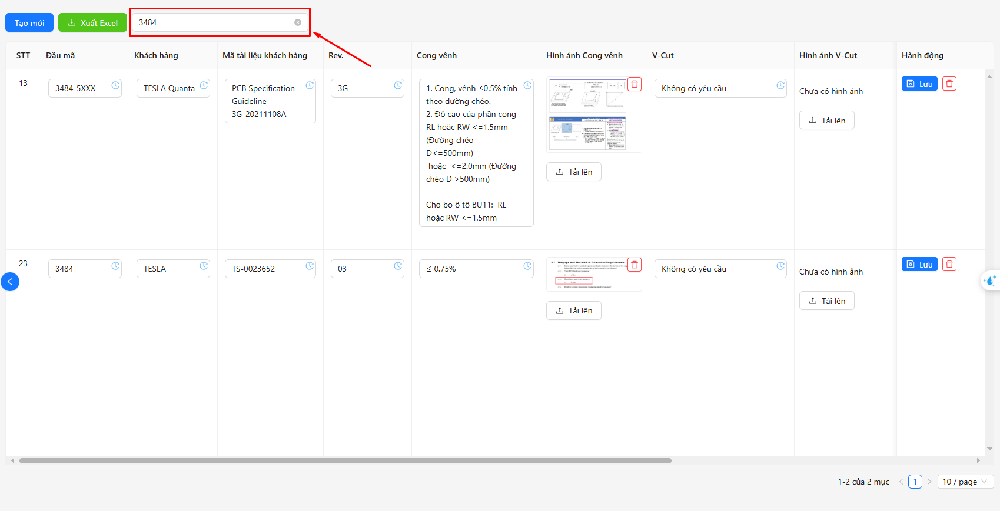 Tạo mới
Xuất Excel
3484
STT
Đầu mã
Khách hàng
Mã tài liệu khách hàng
Rev.
Cong vênh
Hình ảnh Cong vênh
V-Cut
Hình ảnh V-Cut
Hành động
13
3484-5XXX
TESLA Quanta
PCB Specification
Guideline
3G_20211108A
3G
1. Cong, vênh ≤0.5% tính
theo đường chéo.
2. Độ cao của phần cong
RL hoặc RW <=1.5mm
(Đường chéo
D<=500mm)
hoặc  <=2.0mm (Đường
chéo D >500mm)
Cho bo ô tô BU11:  RL
hoặc RW <=1.5mm
Tải lên
Không có yêu cầu
Chưa có hình ảnh
Tải lên
Lưu
23
3484
TESLA
TS-0023652
03
≤ 0.75%
Tải lên
Không có yêu cầu
Chưa có hình ảnh
Tải lên
Lưu
1-2 của 2 mục
1
10 / page